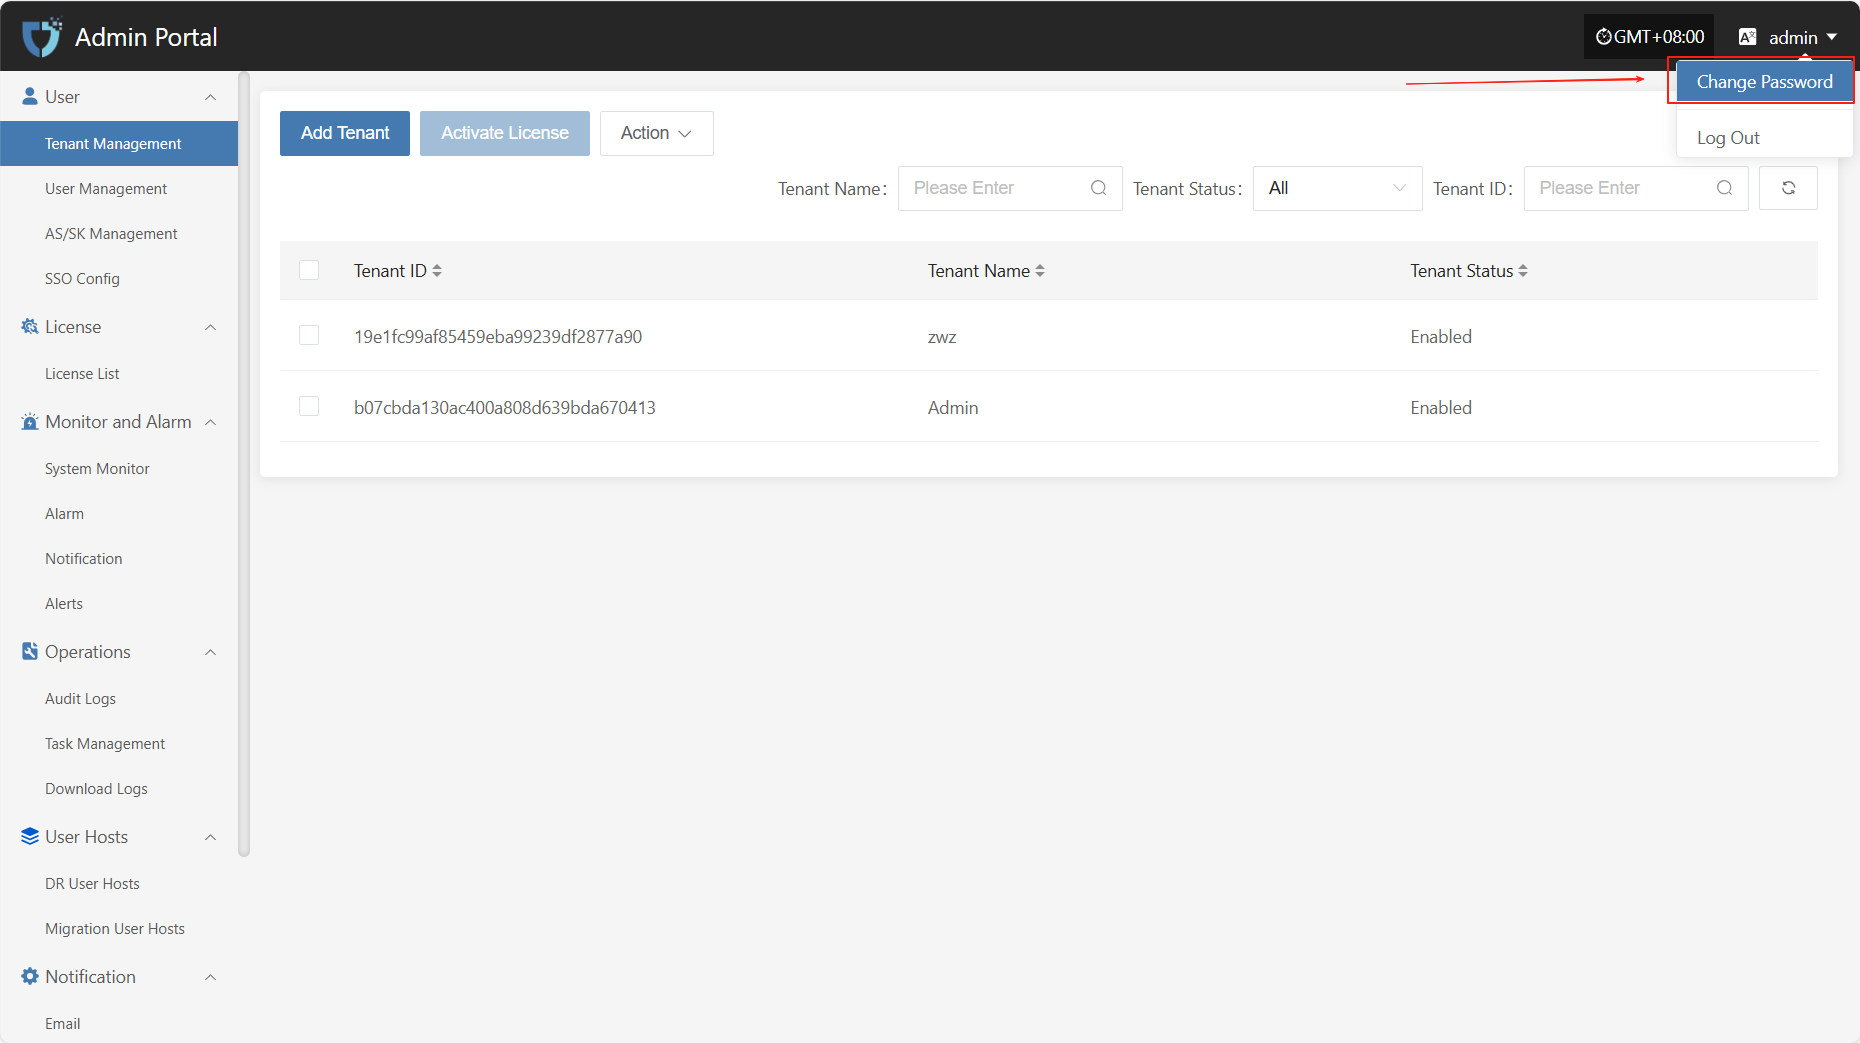 Admin Portal
GMT+08:00
admin
Change Password
Log Out
User
Tenant Management
User Management
AS/SK Management
SSO Config
License
License List
Monitor and Alarm
System Monitor
Alarm
Notification
Alerts
Operations
Audit Logs
Task Management
Download Logs
User Hosts
DR User Hosts
Migration User Hosts
Notification
Email
Add Tenant Activate License Action
Tenant Name: Please Enter Tenant Status: All Tenant ID: Please Enter
Tenant ID Tenant Name Tenant Status
19e1fc99af85459eba99239df2877a90 zwz Enabled
b07cbda130ac400a808d639bda670413 Admin Enabled